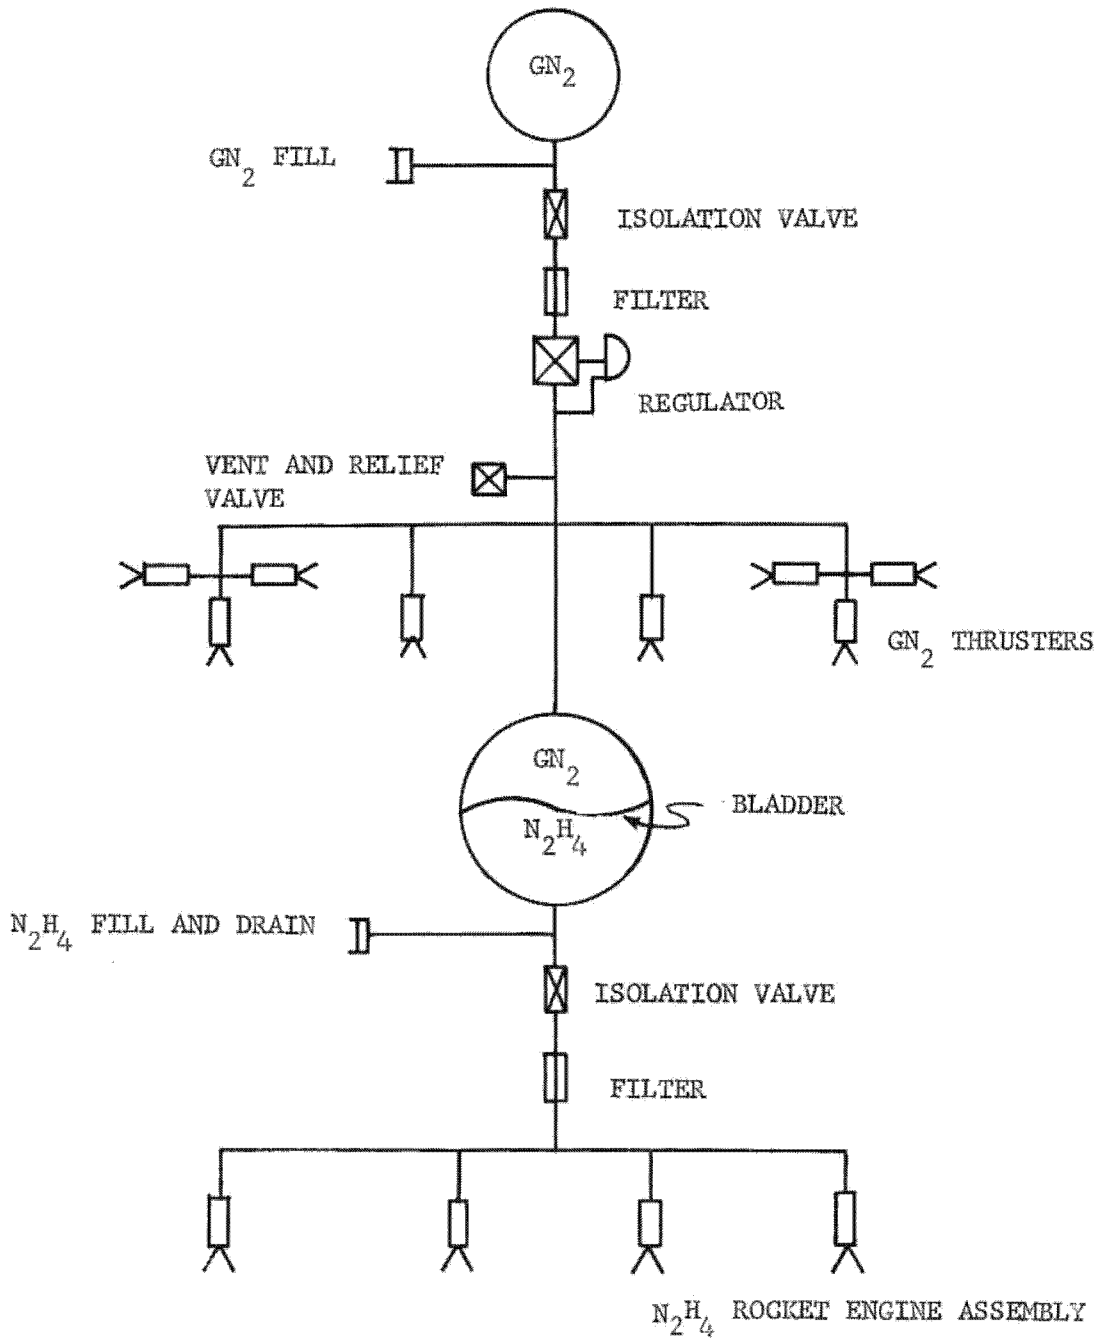 GN2
GN2 FILL
ISOLATION VALVE
FILTER
REGULATOR
VENT AND RELIEF
VALVE
GN2 THRUSTERS
GN2
BLADDER
N2H4
N2H4 FILL AND DRAIN
ISOLATION VALVE
FILTER
N2H4 ROCKET ENGINE ASSEMBLY